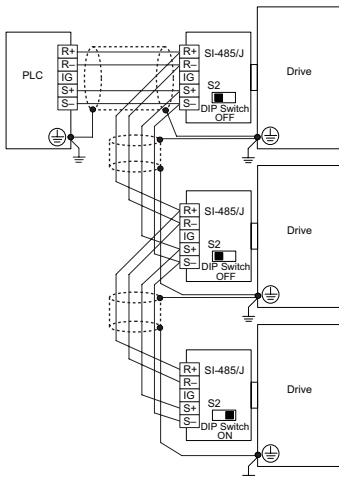 PLC
R+
R–
IG
S+
S–
R+
R–
IG
S+
S–
SI-485/J
S2
DIP Switch
OFF
Drive
R+
R–
IG
S+
S–
SI-485/J
S2
DIP Switch
OFF
Drive
R+
R–
IG
S+
S–
SI-485/J
S2
DIP Switch
ON
Drive